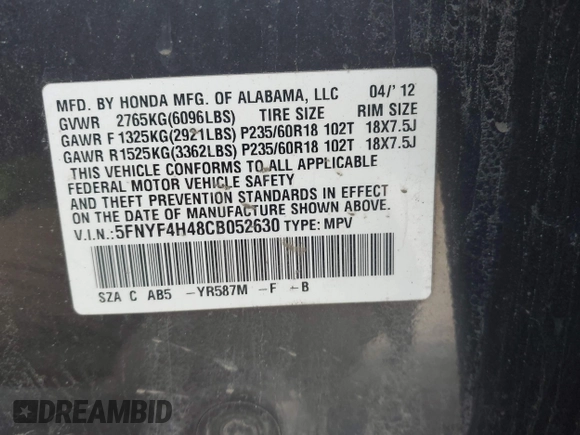 MFD. BY HONDA MFG. OF ALABAMA, LLC 04/' 12
GVWR 2765KG(6096LBS) TIRE SIZE RIM SIZE
GAWR F 1325KG(2921LBS) P235/60R18 102T 18X7.5J
GAWR R 1525KG(3362LBS) P235/60R18 102T 18X7.5J
THIS VEHICLE CONFORMS TO ALL APPLICABLE
FEDERAL MOTOR VEHICLE SAFETY
AND THEFT PREVENTION STANDARDS IN EFFECT
ON THE DATE OF MANUFACTURE SHOWN ABOVE.
V.I.N.:5FNYF4H48CB052630 TYPE: MPV
SZA C AB5 -YR587M -F -B
DREAMBID